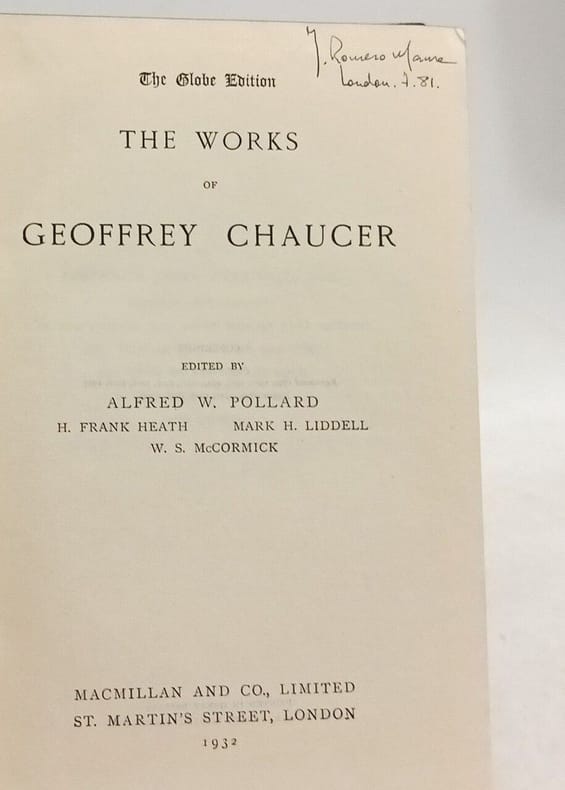 J. Romero Maura
London. 7.81.
The Globe Edition
THE WORKS
OF
GEOFFREY CHAUCER
EDITED BY
ALFRED W. POLLARD
H. FRANK HEATH MARK H. LIDDELL
W. S. McCORMICK
MACMILLAN AND CO., LIMITED
ST. MARTIN'S STREET, LONDON
1932